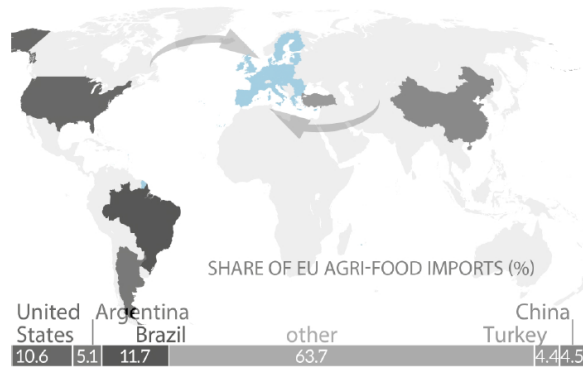 SHARE OF EU AGRI-FOOD IMPORTS (%)
United Argentina China
States Brazil other Turkey
10.6 5.1 11.7 63.7 4.4 4.5